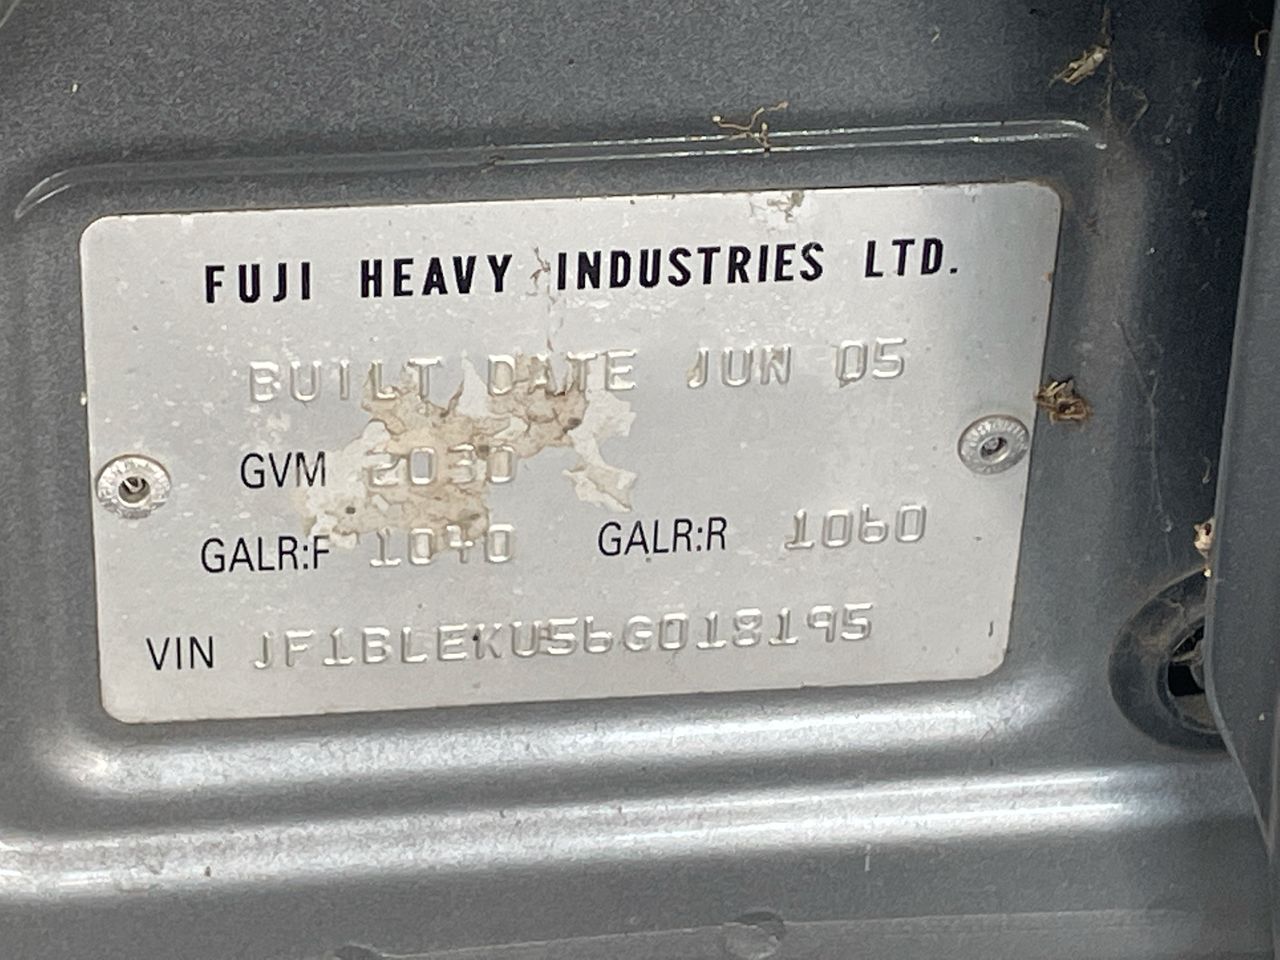 FUJI HEAVY INDUSTRIES LTD.
BUILT DATE JUN 05
GVM 2030
GALR:F 1040 GALR:R 1060
VIN JF1BLEKU56G018195